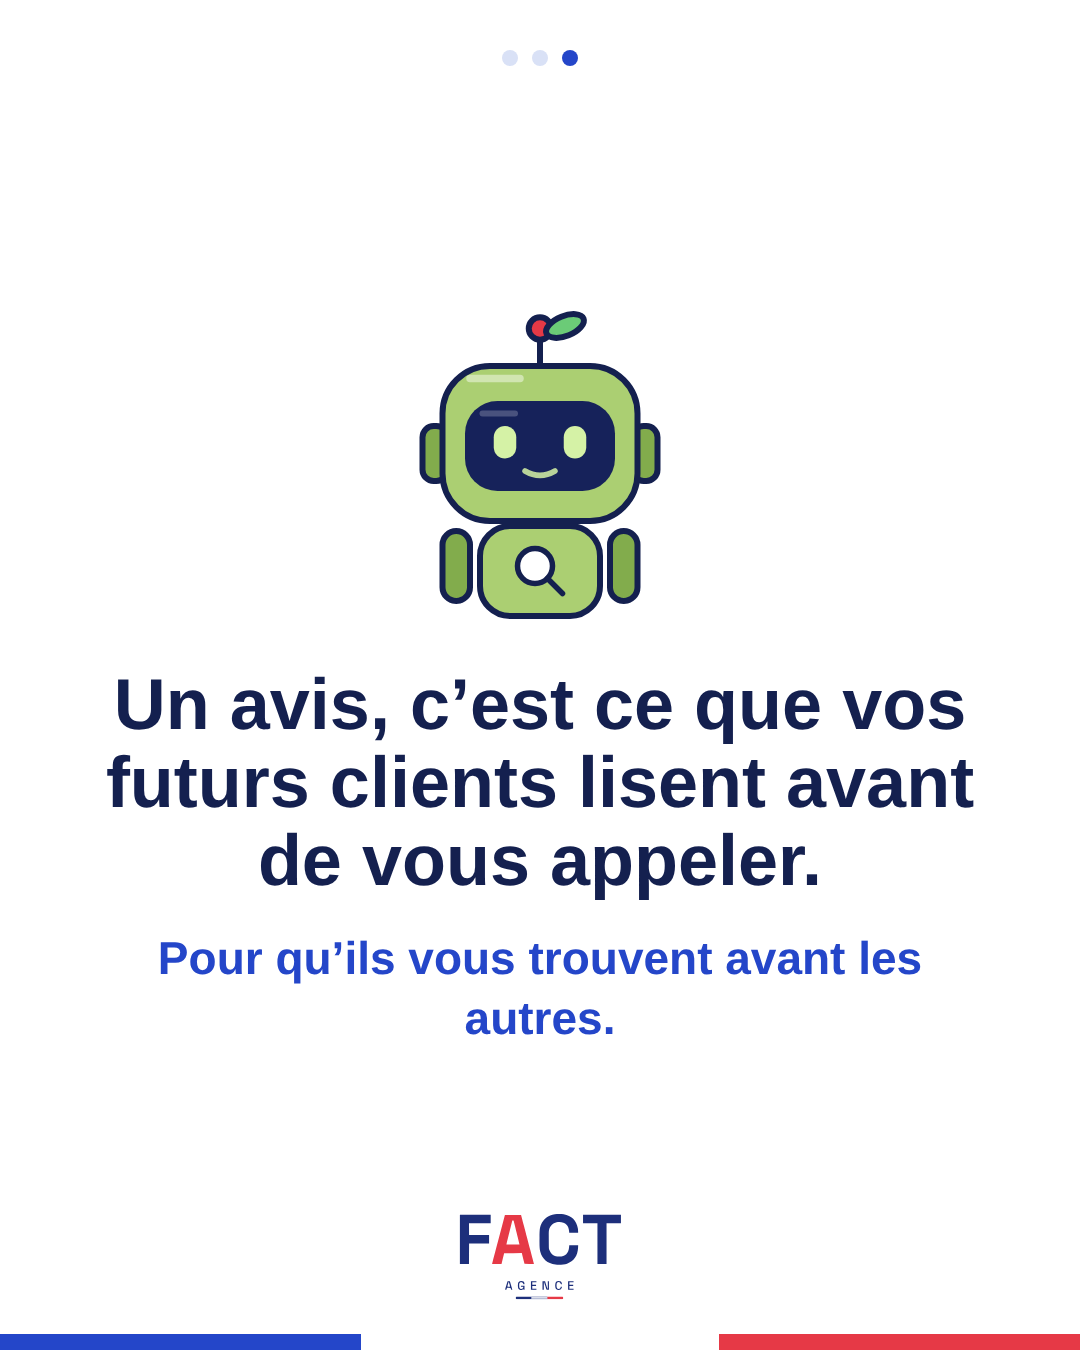 Un avis, c’est ce que vos
futurs clients lisent avant
de vous appeler.
Pour qu’ils vous trouvent avant les
autres.
FACT
AGENCE